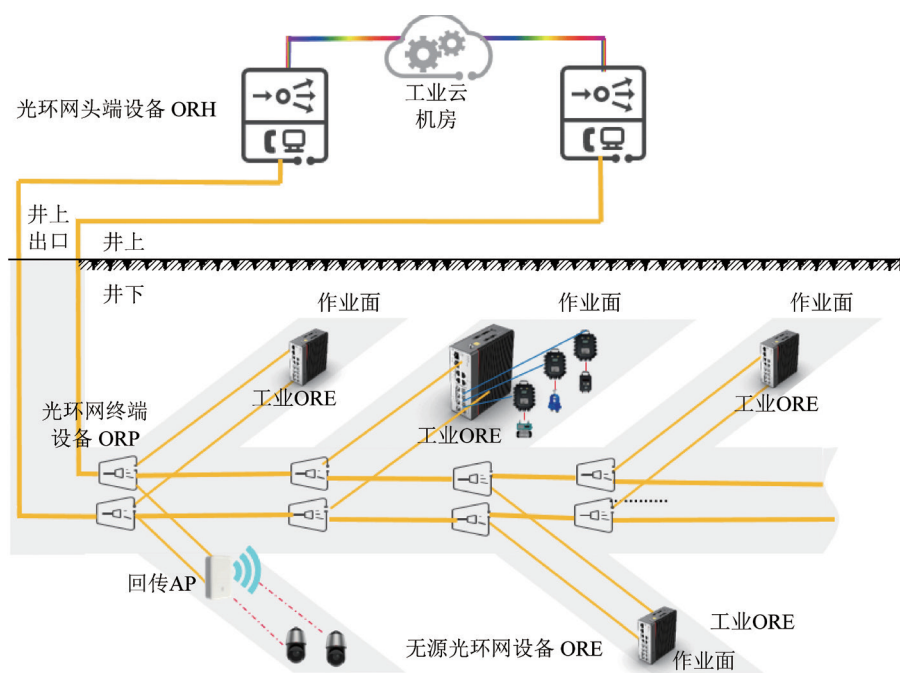 光环网头端设备 ORH
工业云
机房
井上
出口
井上
井下
作业面
作业面
作业面
工业ORE
工业ORE
工业ORE
光环网终端
设备 ORP
回传AP
工业ORE
无源光环网设备 ORE
作业面